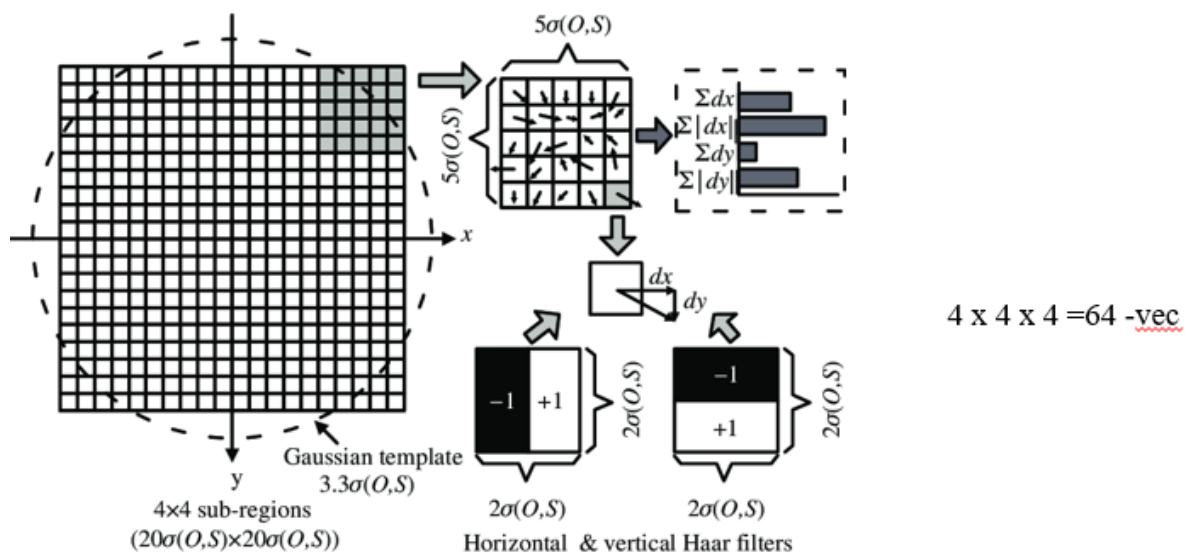 5σ(O,S)
5σ(O,S)
Σdx
Σ|dx|
Σdy
Σ|dy|
x
dx
dy
4 x 4 x 4 =64 -vec
−1
+1
2σ(O,S)
−1
+1
2σ(O,S)
Gaussian template
3.3σ(O,S)
y
4×4 sub-regions
(20σ(O,S)×20σ(O,S))
2σ(O,S)
2σ(O,S)
Horizontal & vertical Haar filters